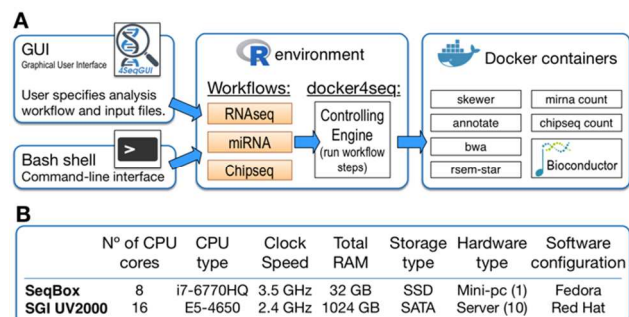 A
GUI
Graphical User Interface
4SeqGUI
User specifies analysis
workflow and input files.
Bash shell
Command-line interface
R environment
Workflows:
RNAseq
miRNA
Chipseq
docker4seq:
Controlling
Engine
(run workflow
steps)
Docker containers
skewer
mirna count
annotate
chipseq count
bwa
rsem-star
Bioconductor
B
Nº of CPU cores CPU type Clock Speed Total RAM Storage type Hardware type Software configuration
SeqBox 8 i7-6770HQ 3.5 GHz 32 GB SSD Mini-pc (1) Fedora
SGI UV2000 16 E5-4650 2.4 GHz 1024 GB SATA Server (10) Red Hat